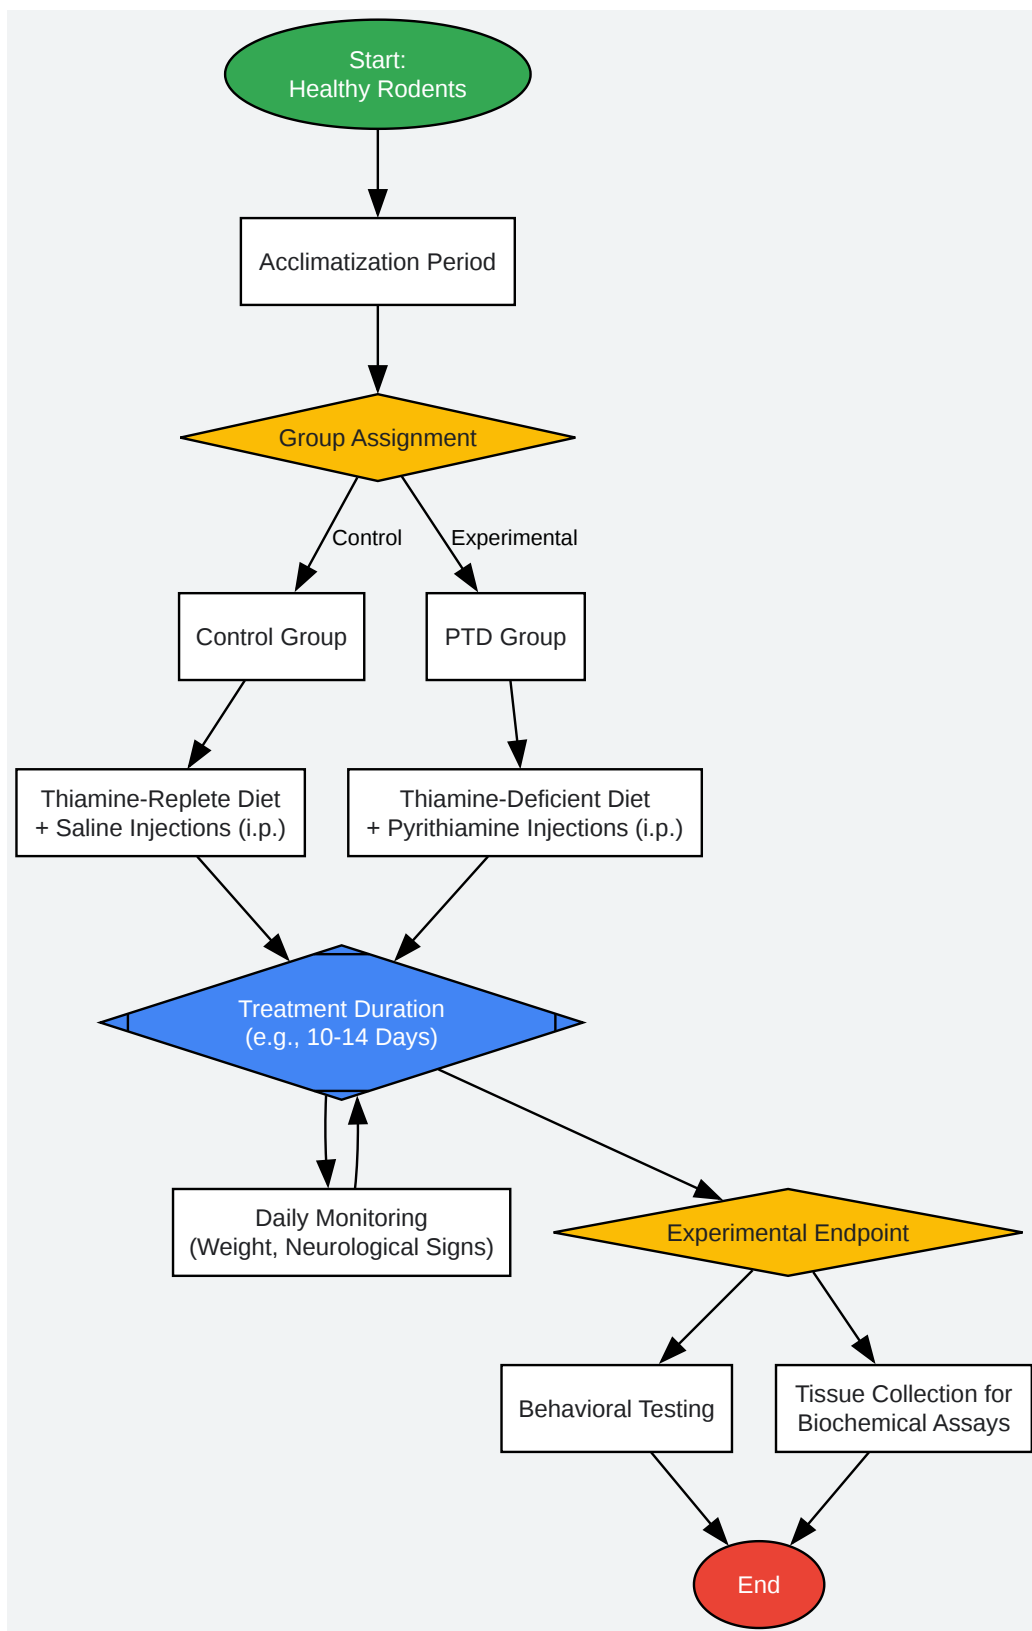 Start:
Healthy Rodents
Acclimatization Period
Group Assignment
Control
Experimental
Control Group
PTD Group
Thiamine-Replete Diet
+ Saline Injections (i.p.)
Thiamine-Deficient Diet
+ Pyrithiamine Injections (i.p.)
Treatment Duration
(e.g., 10-14 Days)
Daily Monitoring
(Weight, Neurological Signs)
Experimental Endpoint
Behavioral Testing
Tissue Collection for
Biochemical Assays
End